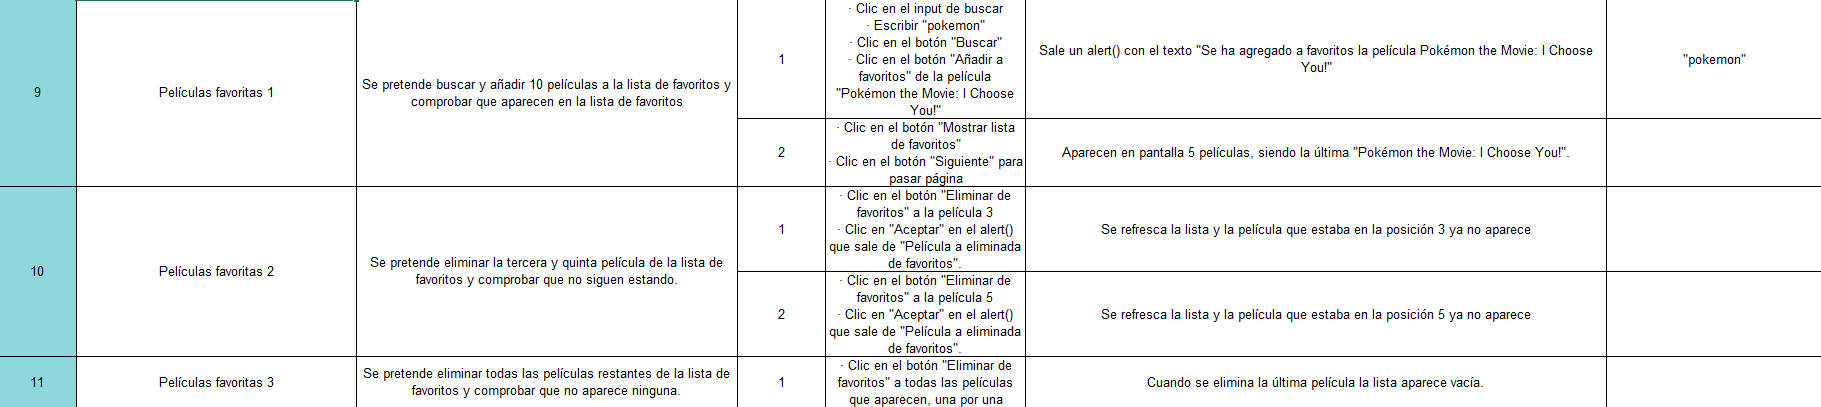 9
Películas favoritas 1
Se pretende buscar y añadir 10 películas a la lista de favoritos y
comprobar que aparecen en la lista de favoritos
1
· Clic en el input de buscar
· Escribir "pokemon"
· Clic en el botón "Buscar"
· Clic en el botón "Añadir a
favoritos" de la película
"Pokémon the Movie: I Choose
You!"
Sale un alert() con el texto "Se ha agregado a favoritos la película Pokémon the Movie: I Choose
You!"
"pokemon"
2
· Clic en el botón "Mostrar lista
de favoritos"
· Clic en el botón "Siguiente" para
pasar página
Aparecen en pantalla 5 películas, siendo la última "Pokémon the Movie: I Choose You!".
10
Películas favoritas 2
Se pretende eliminar la tercera y quinta película de la lista de
favoritos y comprobar que no siguen estando.
1
· Clic en el botón "Eliminar de
favoritos" a la película 3
· Clic en "Aceptar" en el alert()
que sale de "Película a eliminada
de favoritos".
Se refresca la lista y la película que estaba en la posición 3 ya no aparece
2
· Clic en el botón "Eliminar de
favoritos" a la película 5
· Clic en "Aceptar" en el alert()
que sale de "Película a eliminada
de favoritos".
Se refresca la lista y la película que estaba en la posición 5 ya no aparece
11
Películas favoritas 3
Se pretende eliminar todas las películas restantes de la lista de
favoritos y comprobar que no aparece ninguna.
1
· Clic en el botón "Eliminar de
favoritos" a todas las películas
que aparecen, una por una
Cuando se elimina la última película la lista aparece vacía.